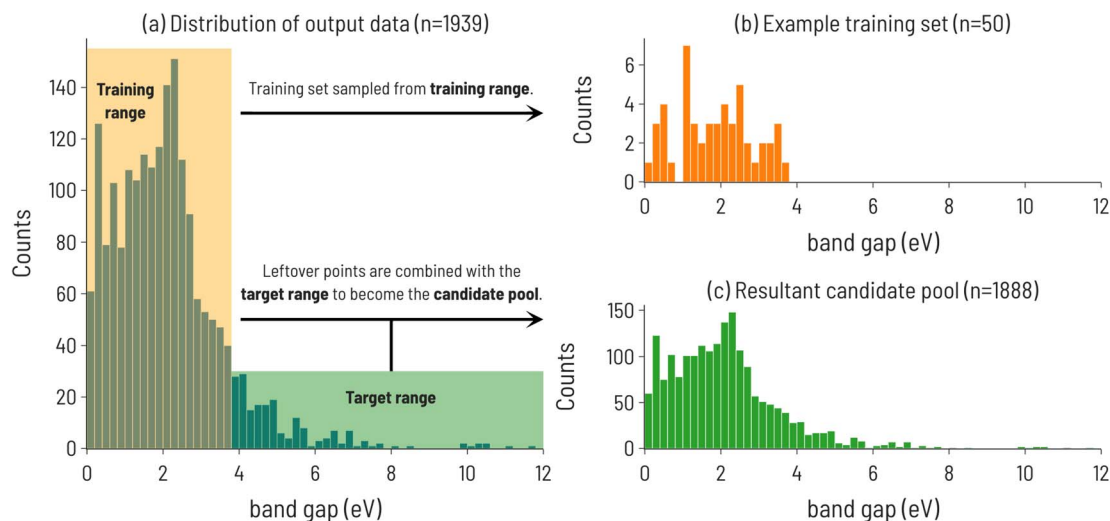 (a) Distribution of output data (n=1939)
Counts
140
120
100
80
60
40
20
0
Training
range
Training set sampled from training range.
Leftover points are combined with the
target range to become the candidate pool.
Target range
0 2 4 6 8 10 12
band gap (eV)
(b) Example training set (n=50)
Counts
6
4
2
0
0 2 4 6 8 10 12
band gap (eV)
(c) Resultant candidate pool (n=1888)
Counts
150
100
50
0
0 2 4 6 8 10 12
band gap (eV)